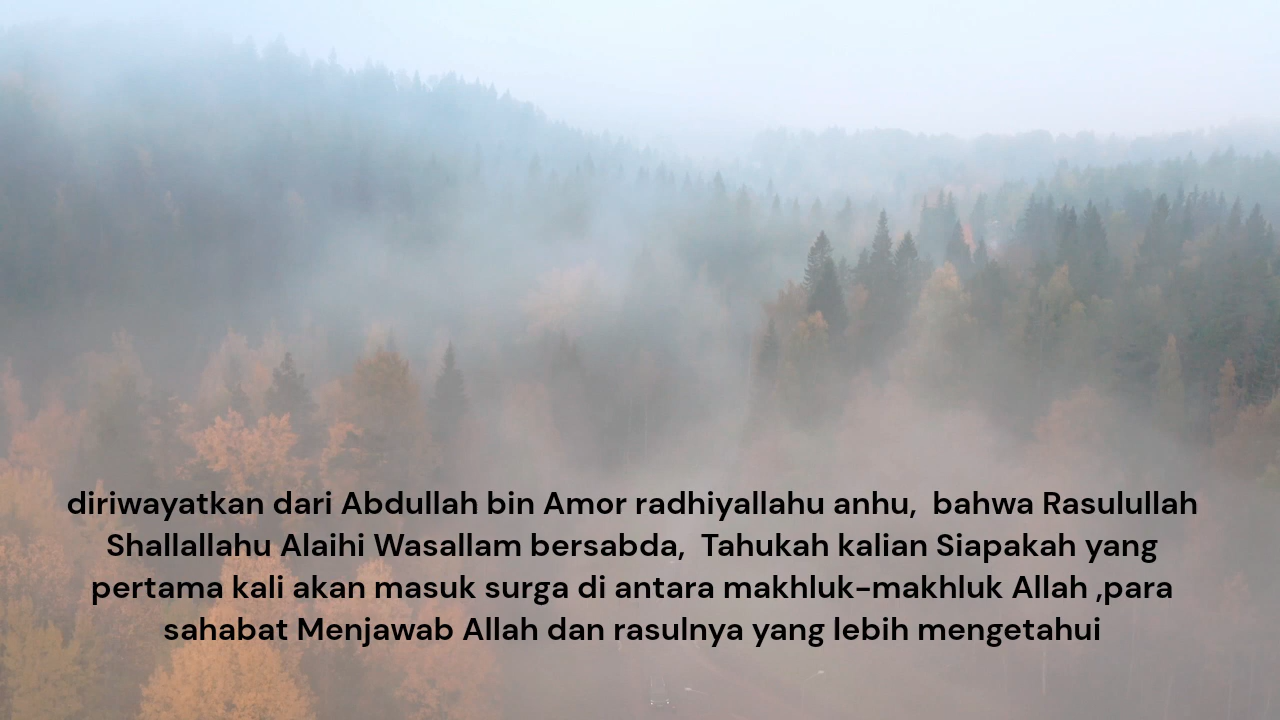 diriwayatkan dari Abdullah bin Amor radhiyallahu anhu,  bahwa Rasulullah
Shallallahu Alaihi Wasallam bersabda,  Tahukah kalian Siapakah yang
pertama kali akan masuk surga di antara makhluk-makhluk Allah ,para
sahabat Menjawab Allah dan rasulnya yang lebih mengetahui